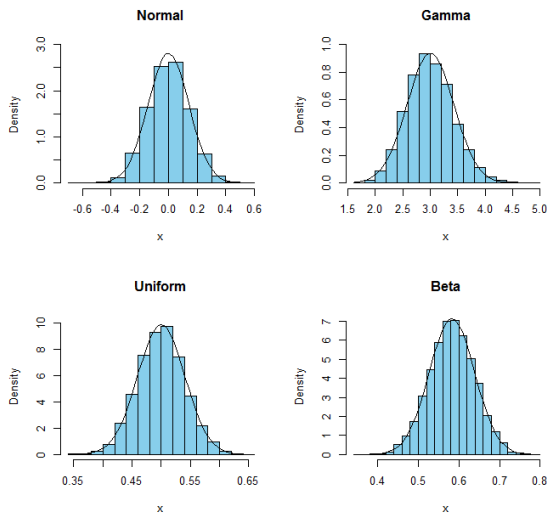 Normal
Density
0.0 1.0 2.0 3.0
-0.6 -0.4 -0.2 0.0 0.2 0.4 0.6
x
Gamma
Density
0.0 0.2 0.4 0.6 0.8 1.0
1.5 2.0 2.5 3.0 3.5 4.0 4.5 5.0
x
Uniform
Density
0 2 4 6 8 10
0.35 0.45 0.55 0.65
x
Beta
Density
0 1 2 3 4 5 6 7
0.4 0.5 0.6 0.7 0.8
x